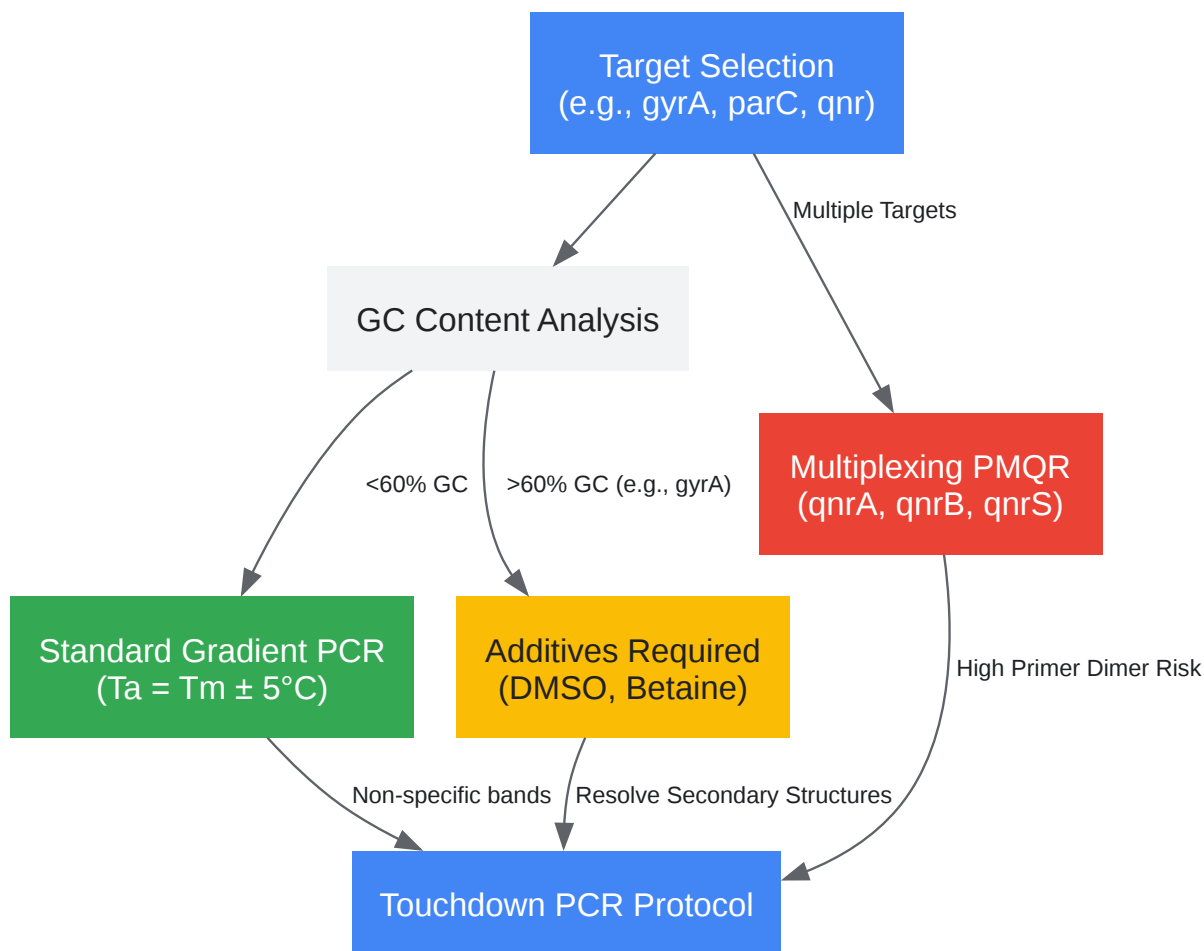 Target Selection
(e.g., gyrA, parC, qnr)
Multiple Targets
GC Content Analysis
Multiplexing PMQR
(qnrA, qnrB, qnrS)
<60% GC
>60% GC (e.g., gyrA)
Standard Gradient PCR
(Ta = Tm ± 5°C)
Additives Required
(DMSO, Betaine)
High Primer Dimer Risk
Non-specific bands
Resolve Secondary Structures
Touchdown PCR Protocol